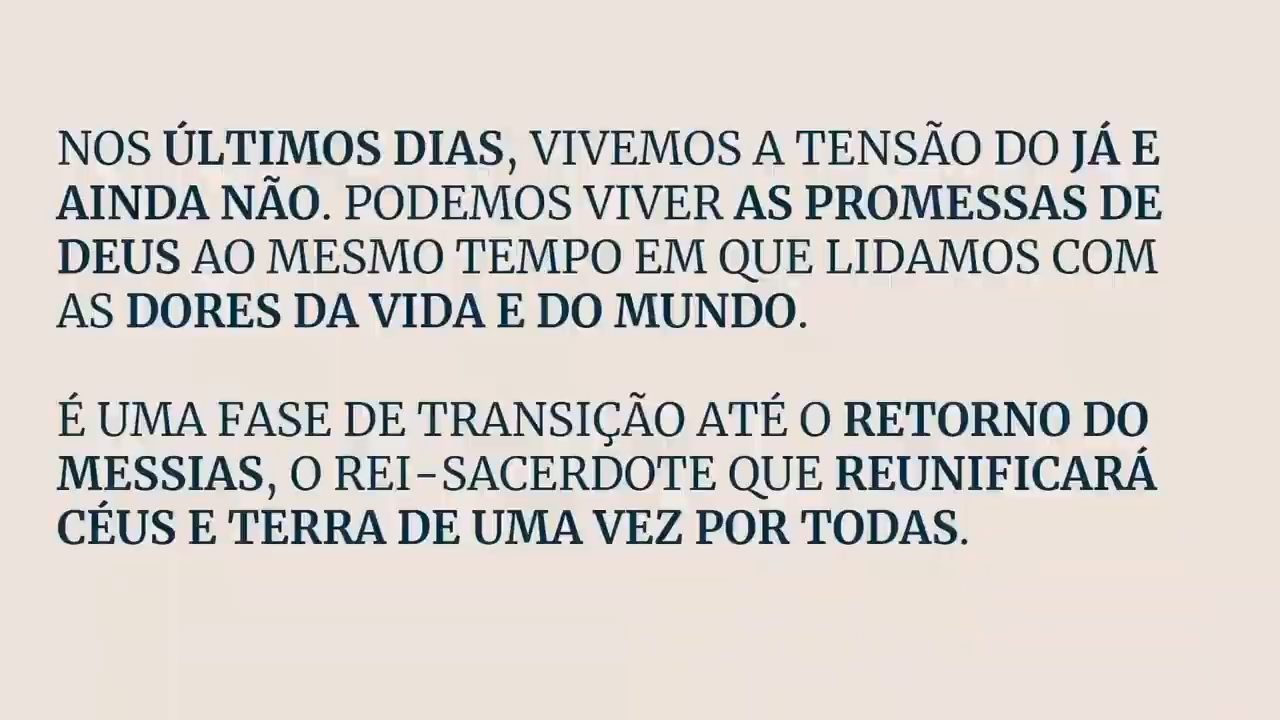 NOS ÚLTIMOS DIAS, VIVEMOS A TENSÃO DO JÁ E
AINDA NÃO. PODEMOS VIVER AS PROMESSAS DE
DEUS AO MESMO TEMPO EM QUE LIDAMOS COM
AS DORES DA VIDA E DO MUNDO.
É UMA FASE DE TRANSIÇÃO ATÉ O RETORNO DO
MESSIAS, O REI-SACERDOTE QUE REUNIFICARÁ
CÉUS E TERRA DE UMA VEZ POR TODAS.